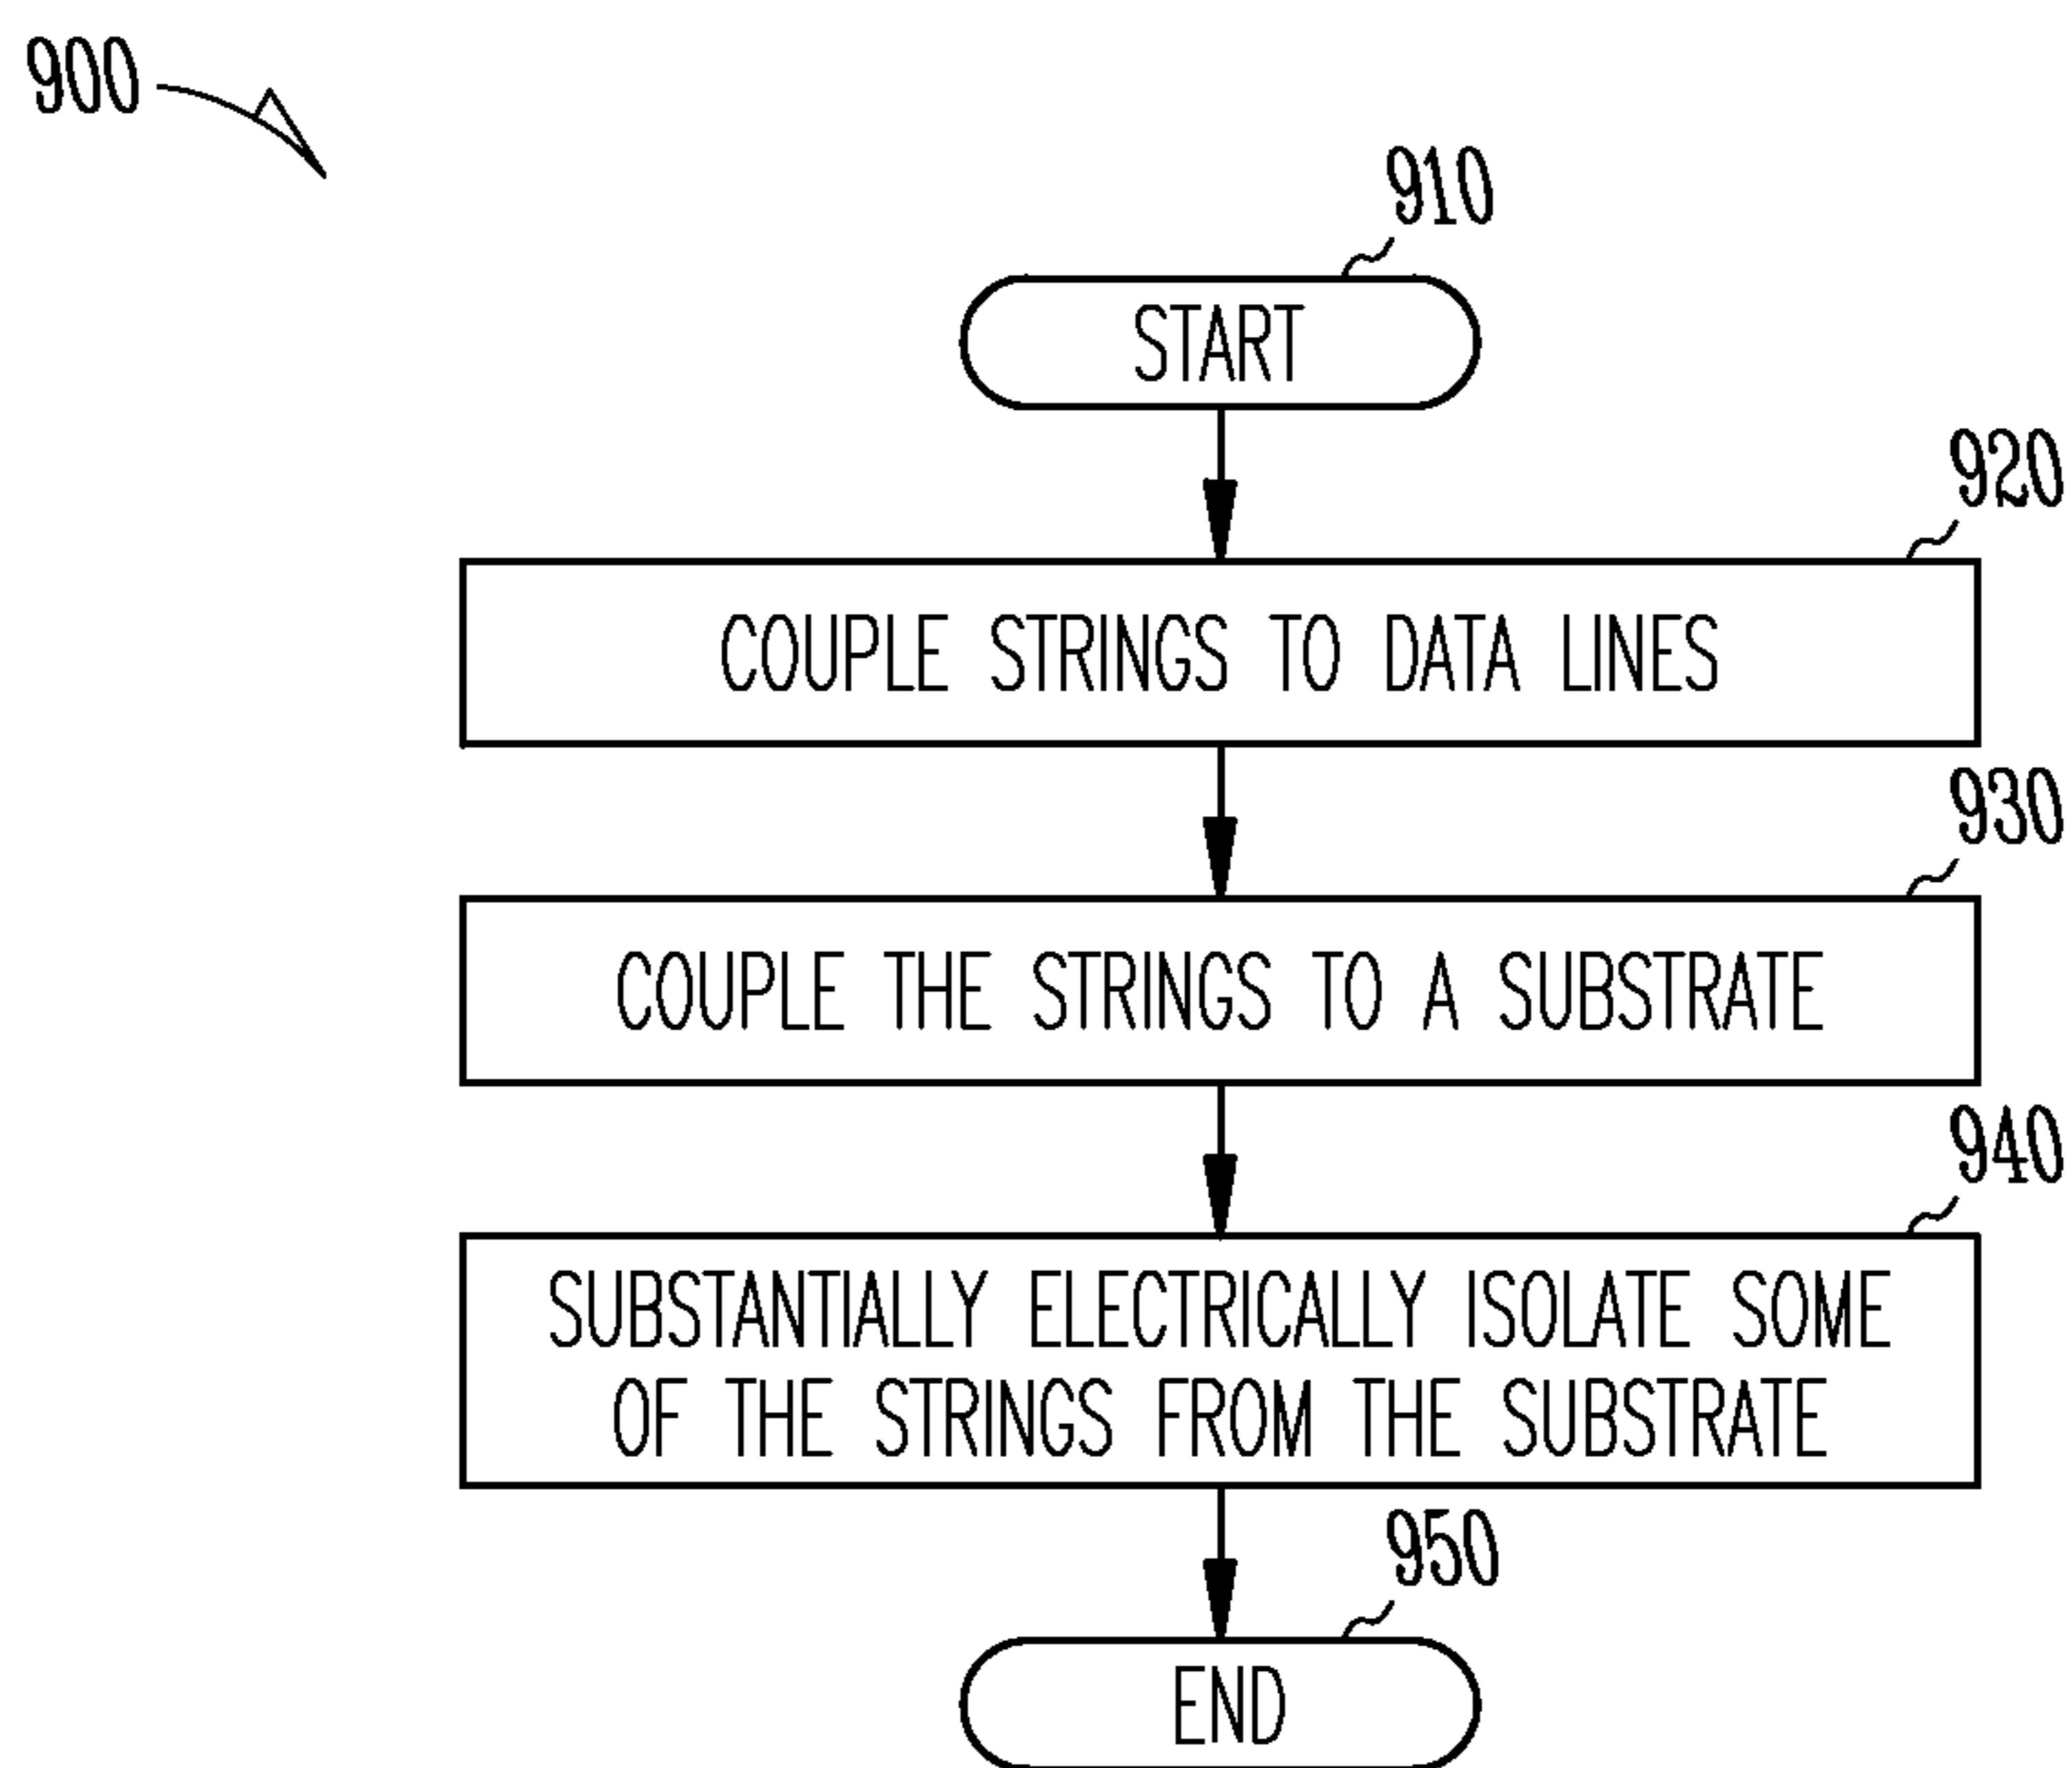 900
910
START
920
COUPLE STRINGS TO DATA LINES
930
COUPLE THE STRINGS TO A SUBSTRATE
940
SUBSTANTIALLY ELECTRICALLY ISOLATE SOME
OF THE STRINGS FROM THE SUBSTRATE
950
END